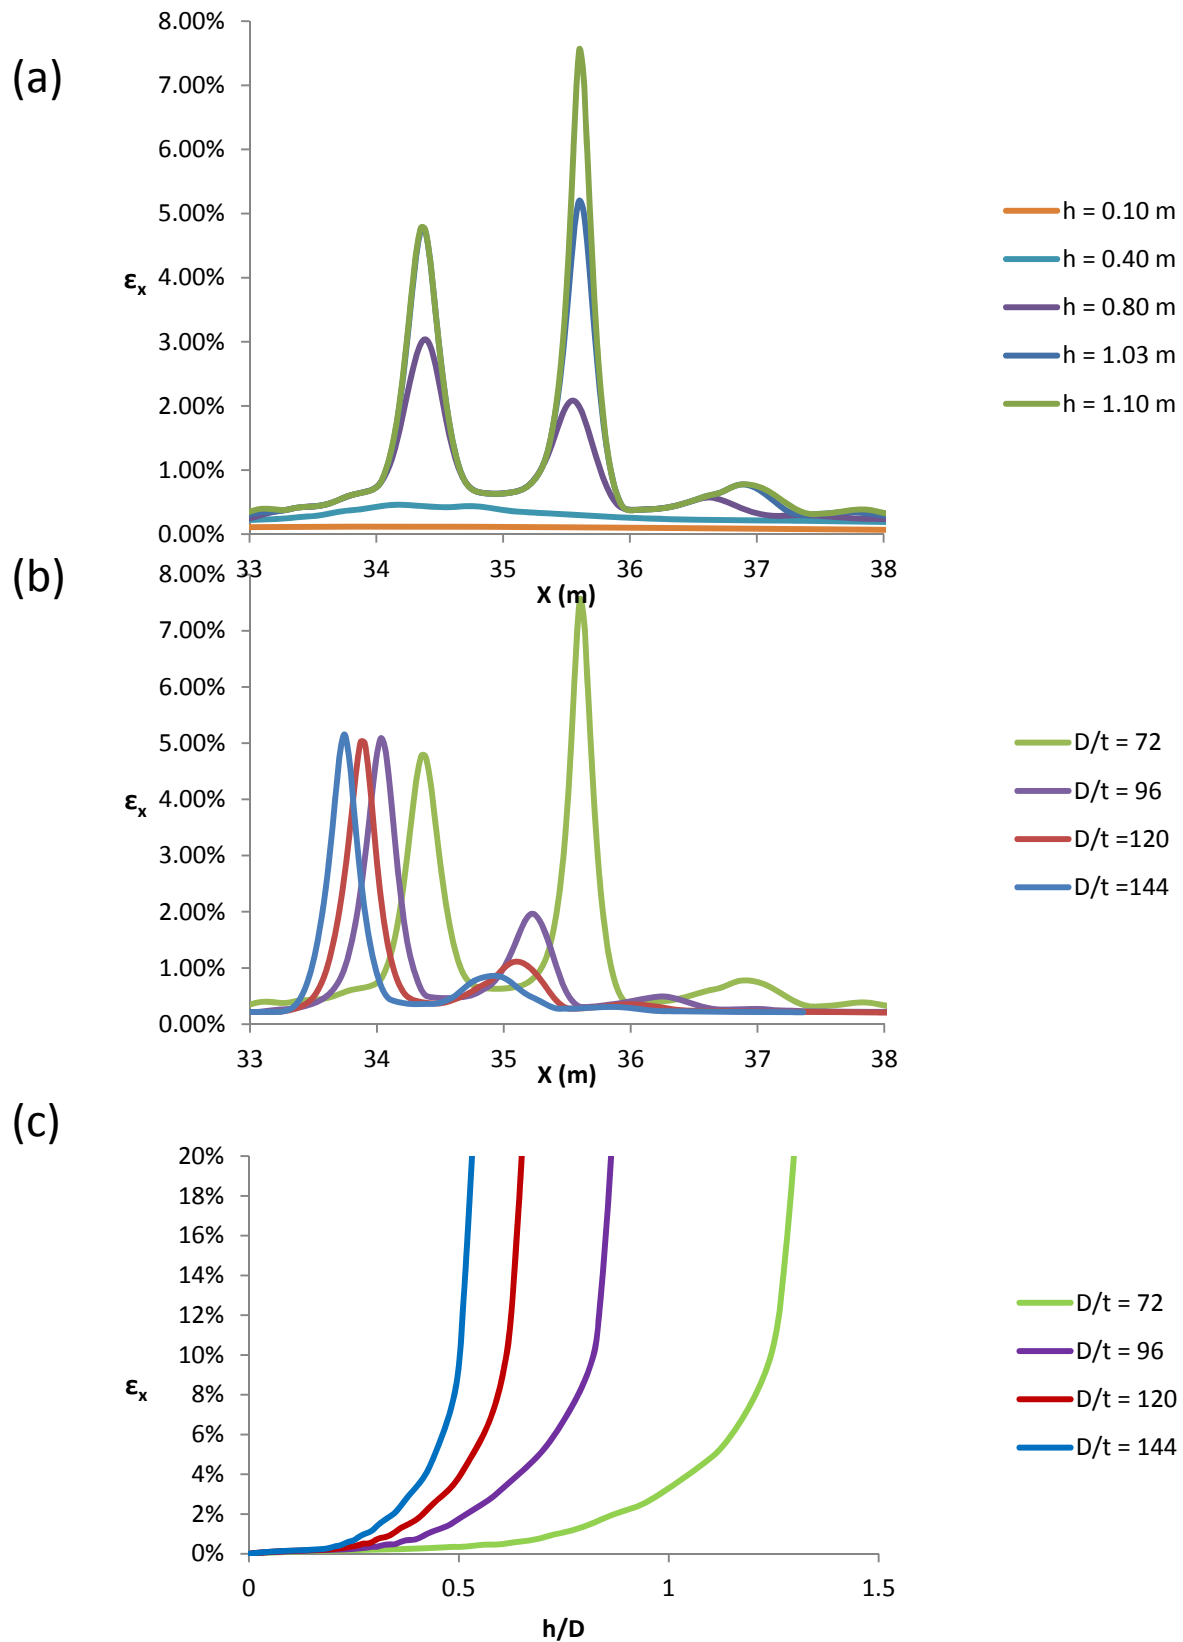 (a)
8.00%
7.00%
6.00%
5.00%
4.00%
3.00%
2.00%
1.00%
0.00%
εx
33 34 35 36 37 38
X (m)
h = 0.10 m
h = 0.40 m
h = 0.80 m
h = 1.03 m
h = 1.10 m
(b)
8.00%
7.00%
6.00%
5.00%
4.00%
3.00%
2.00%
1.00%
0.00%
εx
33 34 35 36 37 38
X (m)
D/t = 72
D/t = 96
D/t =120
D/t =144
(c)
20%
18%
16%
14%
12%
10%
8%
6%
4%
2%
0%
εx
0 0.5 1 1.5
h/D
D/t = 72
D/t = 96
D/t = 120
D/t = 144